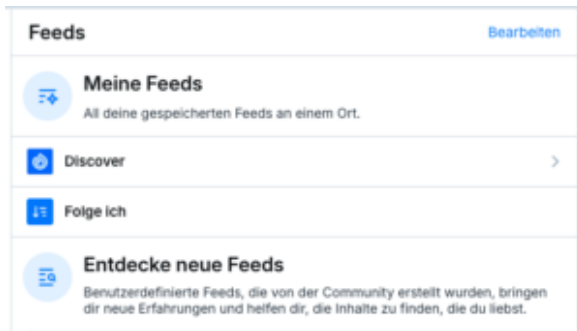 Feeds
Bearbeiten
Meine Feeds
All deine gespeicherten Feeds an einem Ort.
Discover
Folge ich
Entdecke neue Feeds
Benutzerdefinierte Feeds, die von der Community erstellt wurden, bringen
dir neue Erfahrungen und helfen dir, die Inhalte zu finden, die du liebst.